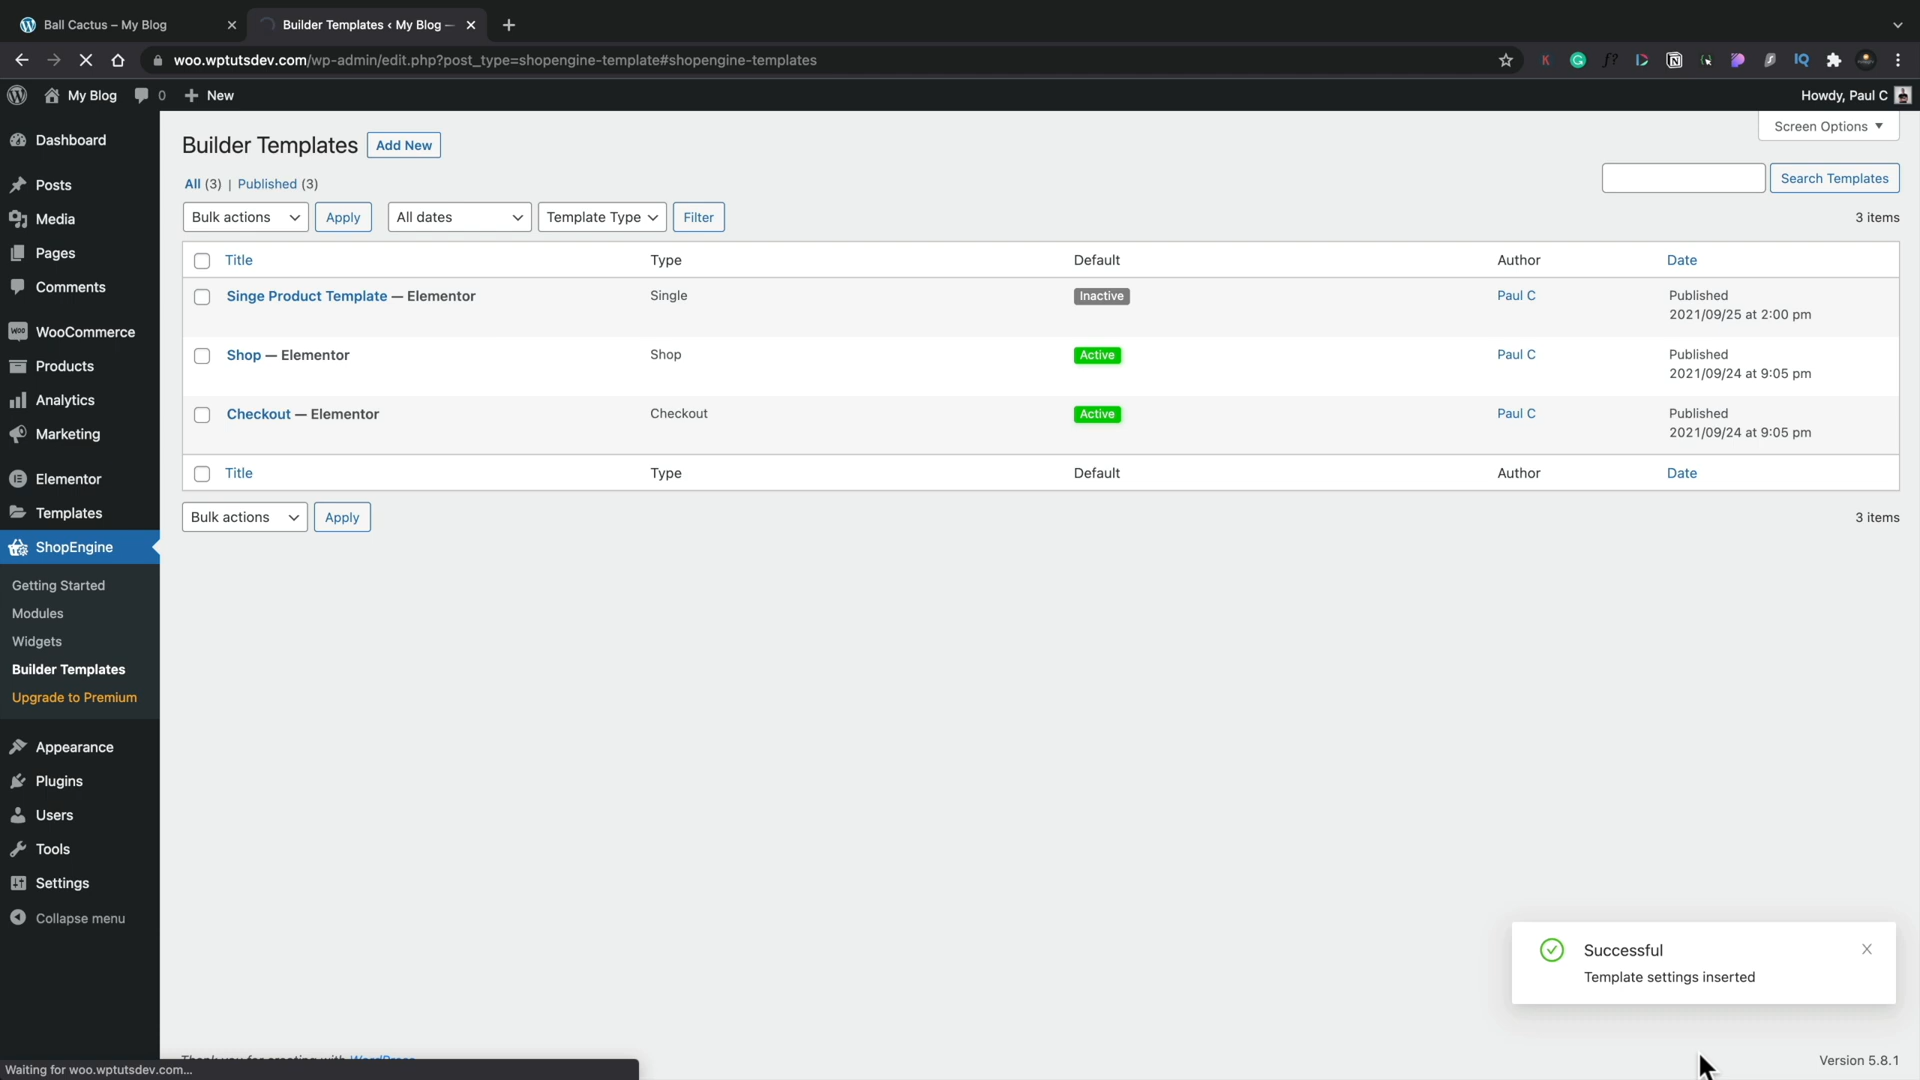 Ball Cactus – My Blog
Builder Templates ‹ My Blog —
woo.wptutsdev.com/wp-admin/edit.php?post_type=shopengine-template#shopengine-templates
My Blog
0
New
Howdy, Paul C
Dashboard
Posts
Media
Pages
Comments
WooCommerce
Products
Analytics
Marketing
Elementor
Templates
ShopEngine
Getting Started
Modules
Widgets
Builder Templates
Upgrade to Premium
Appearance
Plugins
Users
Tools
Settings
Collapse menu
Screen Options
Builder Templates Add New
All (3) | Published (3)
Search Templates
Bulk actions Apply All dates Template Type Filter 3 items
Title Type Default Author Date
Singe Product Template — Elementor Single Inactive Paul C Published
2021/09/25 at 2:00 pm
Shop — Elementor Shop Active Paul C Published
2021/09/24 at 9:05 pm
Checkout — Elementor Checkout Active Paul C Published
2021/09/24 at 9:05 pm
Title Type Default Author Date
Bulk actions Apply 3 items
Successful
Template settings inserted
Thank you for creating with WordPress
Version 5.8.1
Waiting for woo.wptutsdev.com...